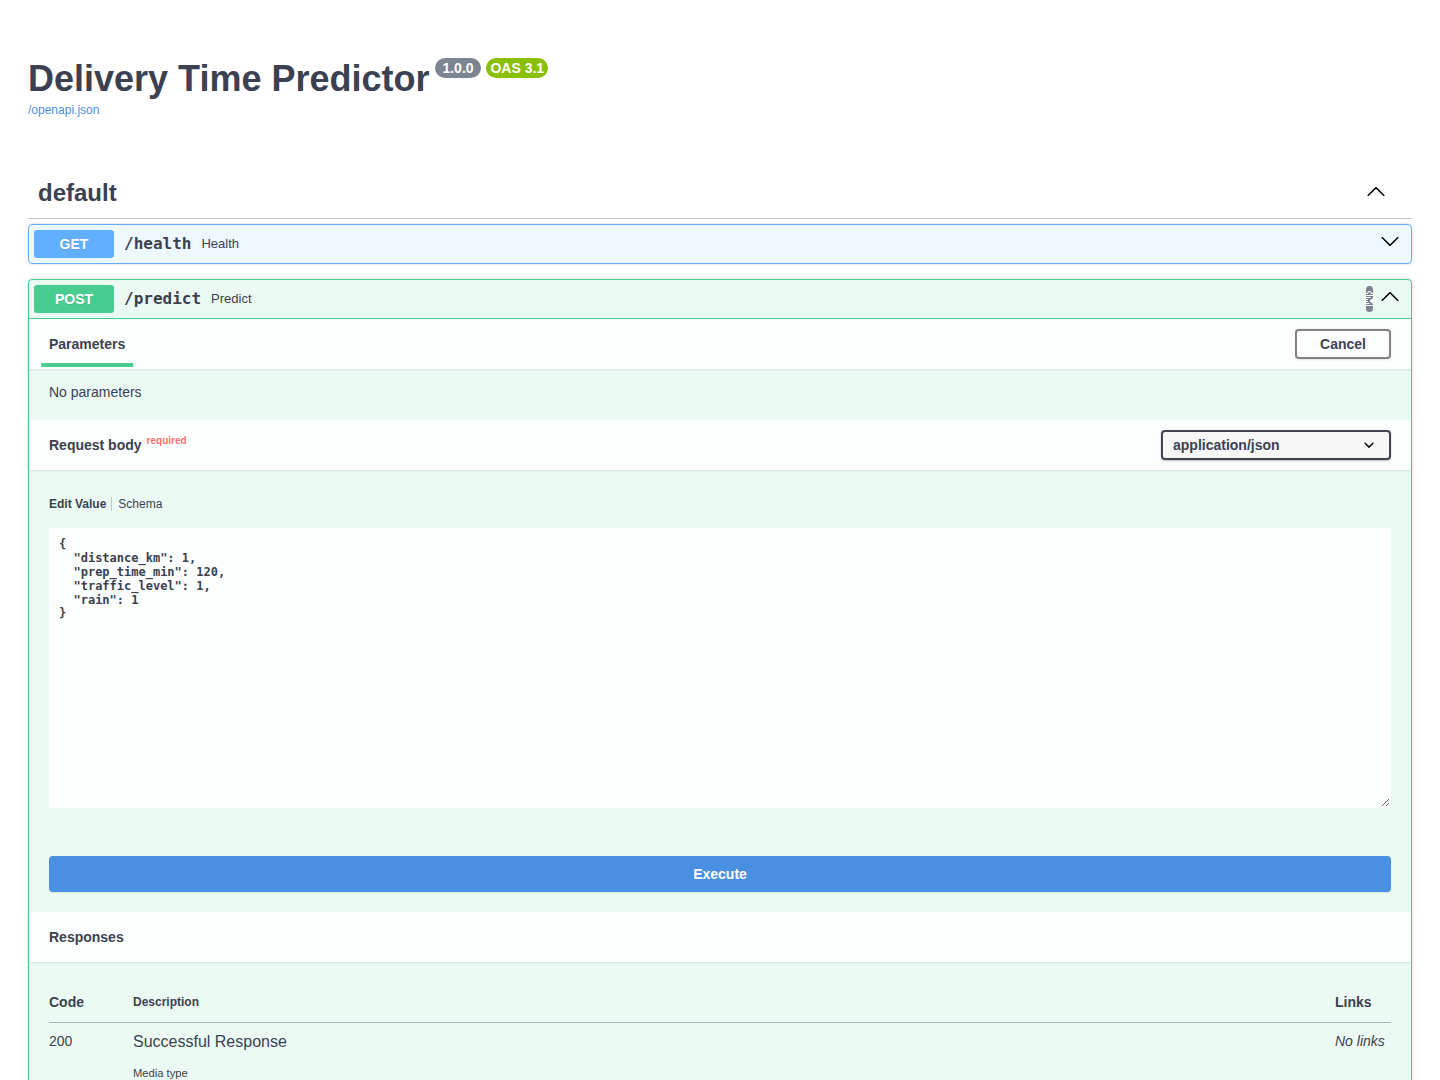 Delivery Time Predictor 1.0.0 OAS 3.1
/openapi.json
default
GET /health Health
POST /predict Predict
Parameters
Cancel
No parameters
Request body required
application/json
Edit Value Schema
{
  "distance_km": 1,
  "prep_time_min": 120,
  "traffic_level": 1,
  "rain": 1
}
Execute
Responses
Code Description Links
200 Successful Response No links
Media type